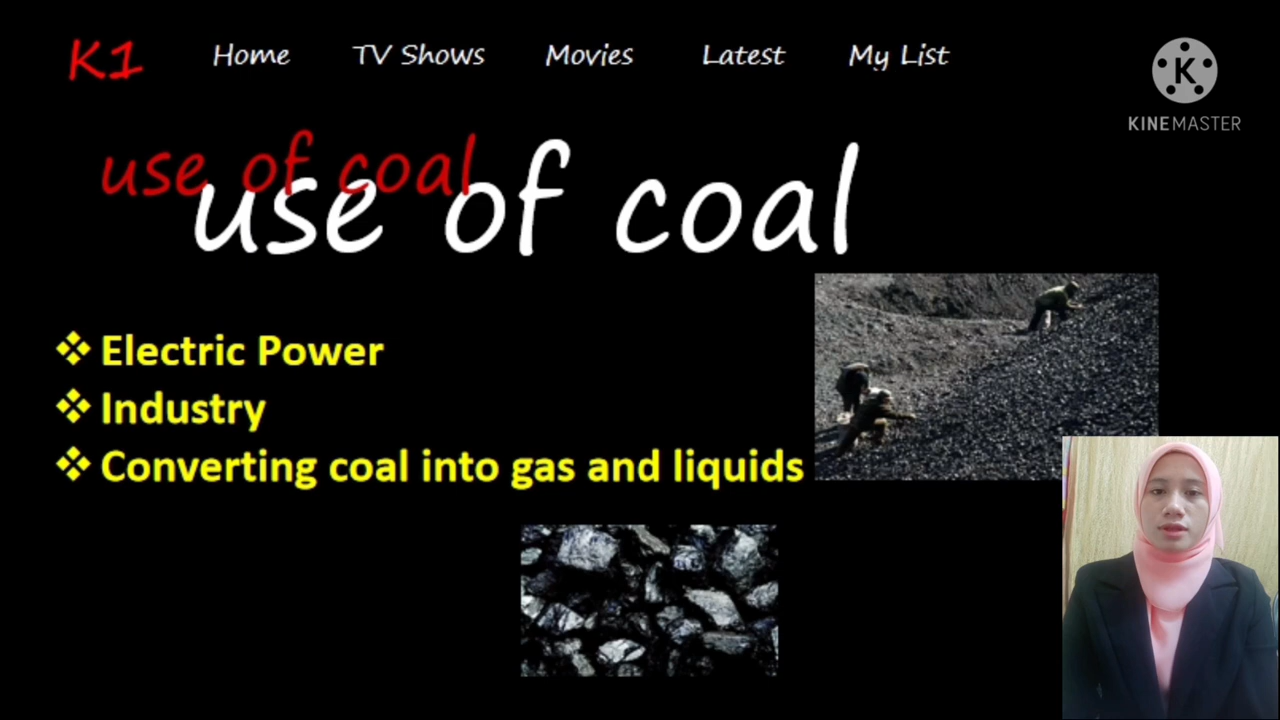 K1 Home TV Shows Movies Latest My List
KINEMASTER
use of coal
use of coal
Electric Power
Industry
Converting coal into gas and liquids